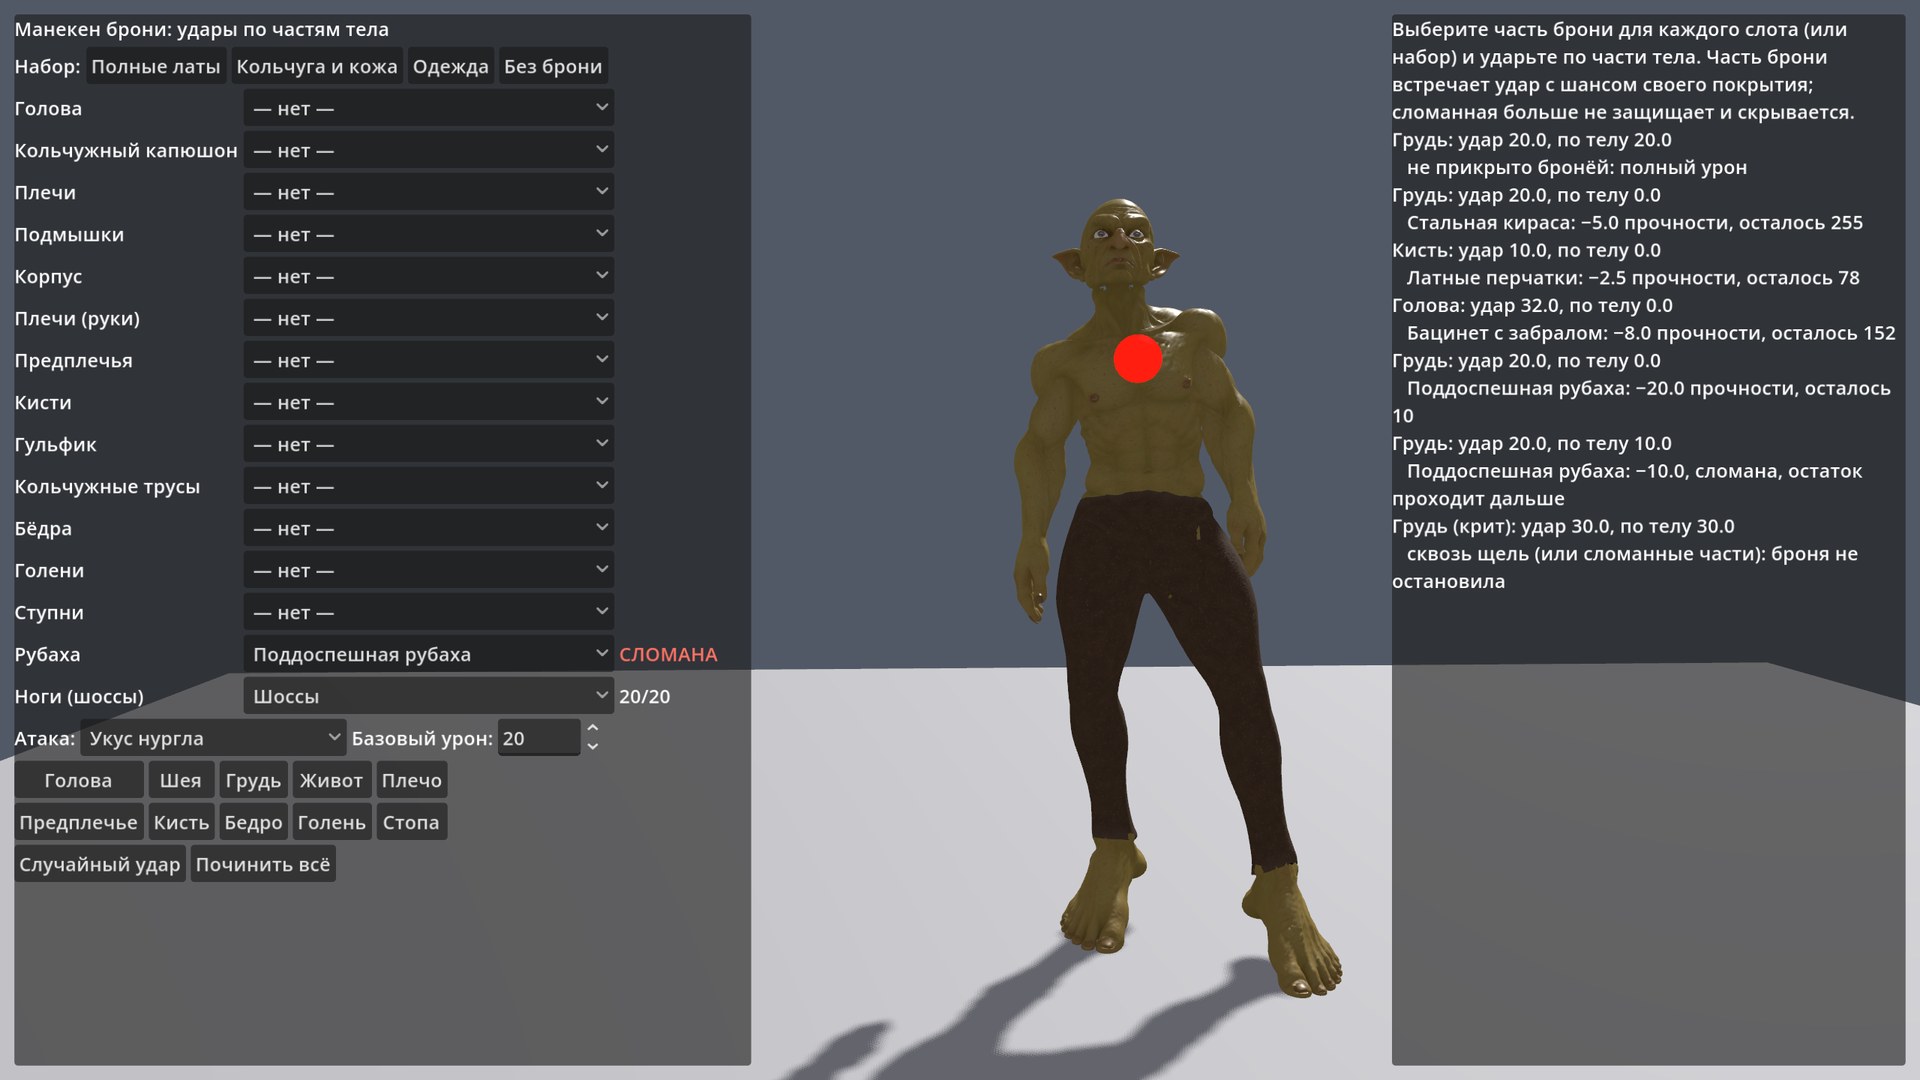 Манекен брони: удары по частям тела
Набор: Полные латы Кольчуга и кожа Одежда Без брони
Голова — нет —
Кольчужный капюшон — нет —
Плечи — нет —
Подмышки — нет —
Корпус — нет —
Плечи (руки) — нет —
Предплечья — нет —
Кисти — нет —
Гульфик — нет —
Кольчужные трусы — нет —
Бёдра — нет —
Голени — нет —
Ступни — нет —
Рубаха Поддоспешная рубаха СЛОМАНА
Ноги (шоссы) Шоссы 20/20
Атака: Укус нургла Базовый урон: 20
Голова Шея Грудь Живот Плечо
Предплечье Кисть Бедро Голень Стопа
Случайный удар Починить всё
Выберите часть брони для каждого слота (или
набор) и ударьте по части тела. Часть брони
встречает удар с шансом своего покрытия;
сломанная больше не защищает и скрывается.
Грудь: удар 20.0, по телу 20.0
не прикрыто бронёй: полный урон
Грудь: удар 20.0, по телу 0.0
Стальная кираса: −5.0 прочности, осталось 255
Кисть: удар 10.0, по телу 0.0
Латные перчатки: −2.5 прочности, осталось 78
Голова: удар 32.0, по телу 0.0
Бацинет с забралом: −8.0 прочности, осталось 152
Грудь: удар 20.0, по телу 0.0
Поддоспешная рубаха: −20.0 прочности, осталось
10
Грудь: удар 20.0, по телу 10.0
Поддоспешная рубаха: −10.0, сломана, остаток
проходит дальше
Грудь (крит): удар 30.0, по телу 30.0
сквозь щель (или сломанные части): броня не
остановила